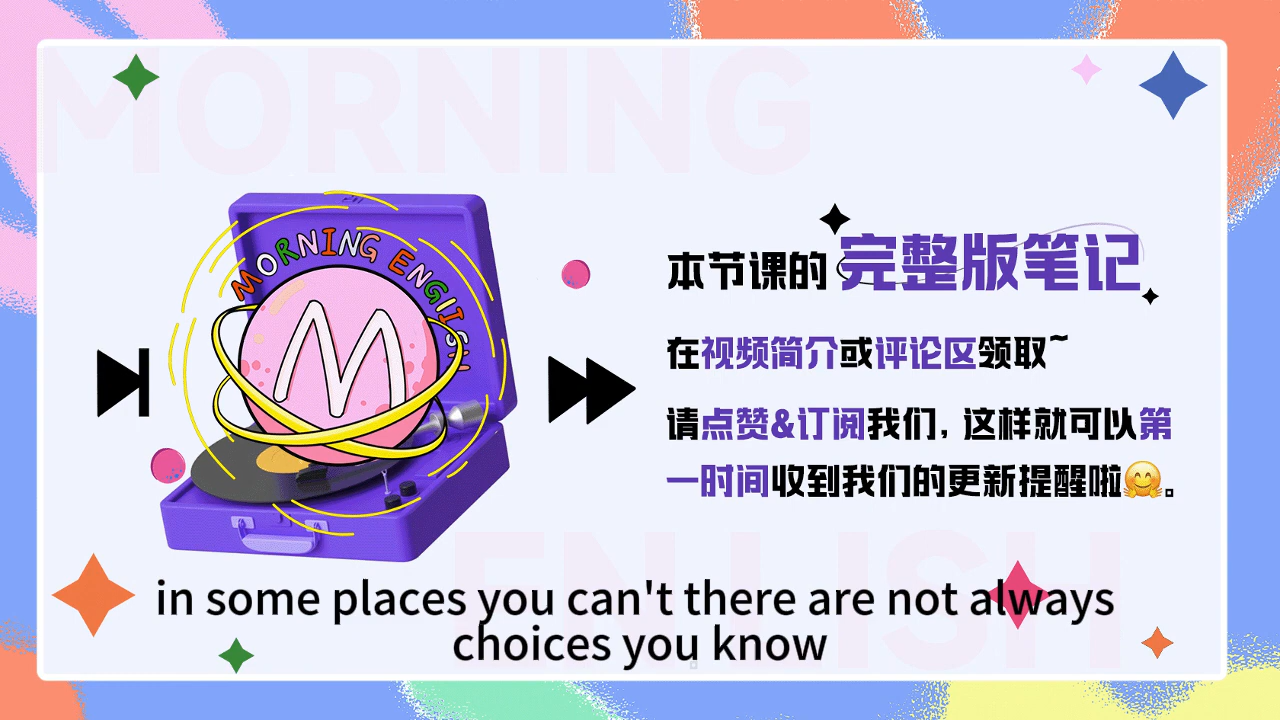 MORNING
MORNING ENGLISH
M
本节课的 完整版笔记
在视频简介或评论区领取~
请点赞&订阅我们，这样就可以第
一时间收到我们的更新提醒啦🤗。
ENLISH
in some places you can't there are not always
choices you know